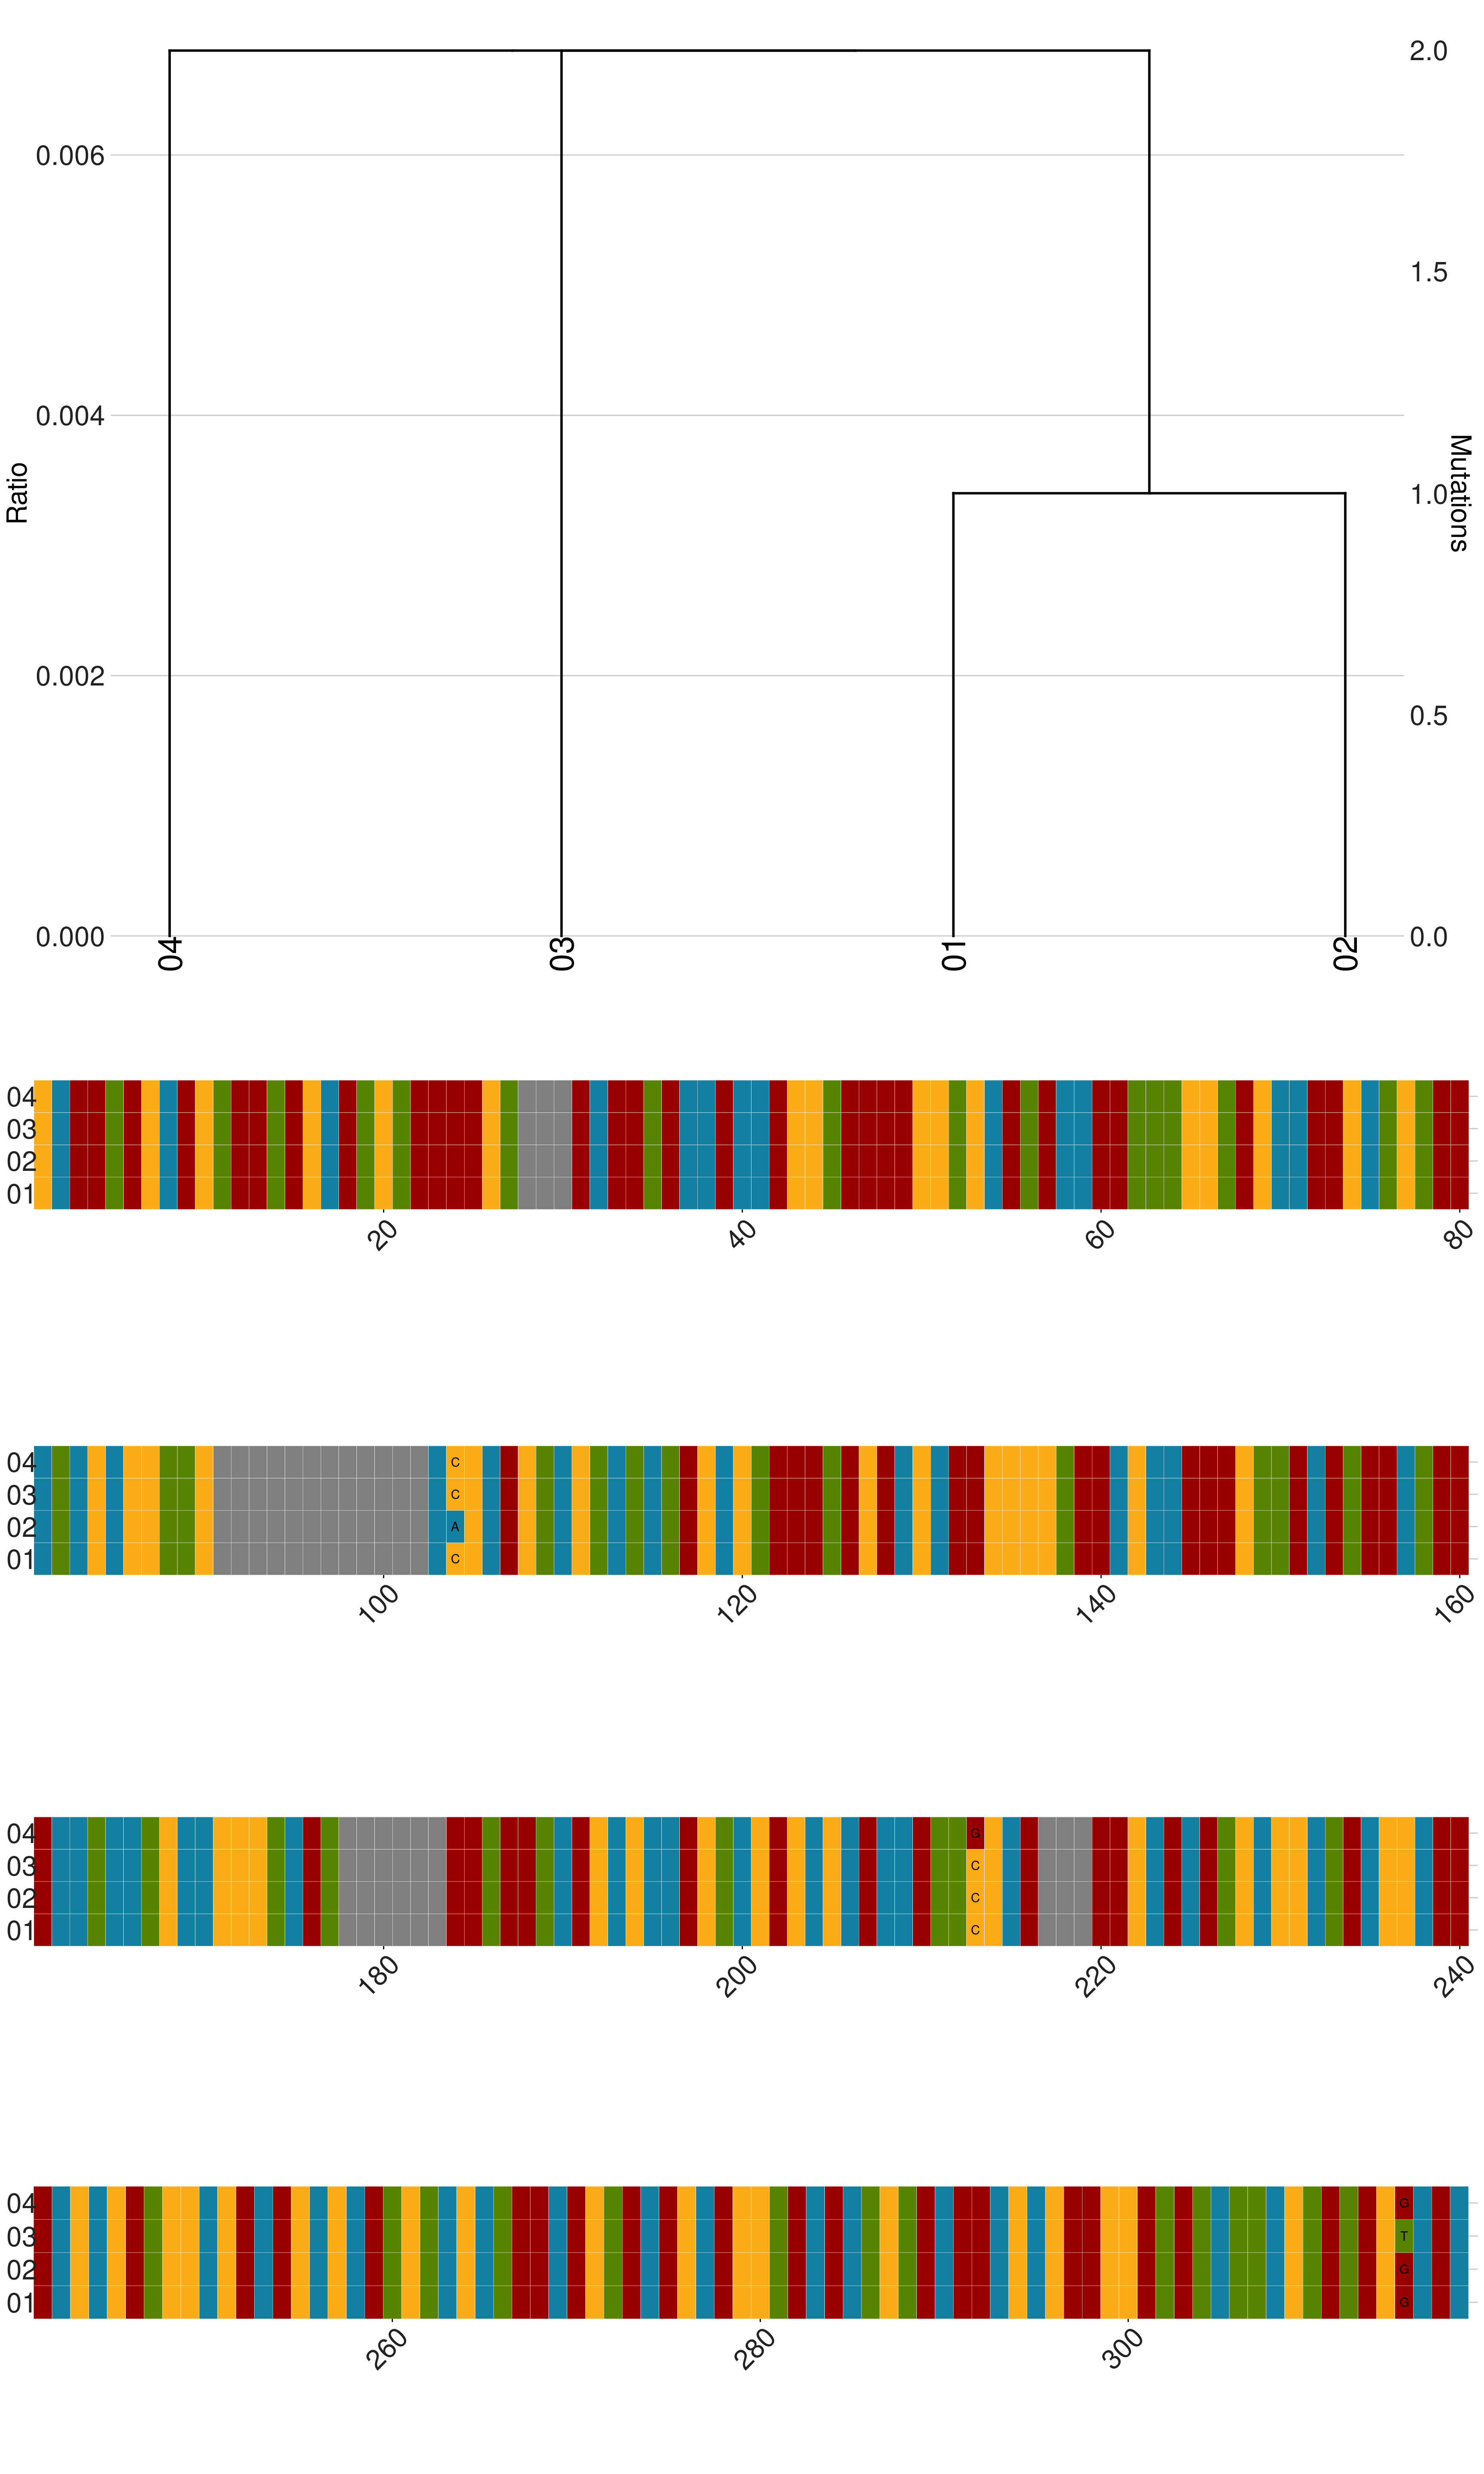 2.0
0.006
1.5
0.004
Ratio
1.0
Mutations
0.002
0.5
0.000
0.0
04 03 01 02
04
03
02
01
20 40 60 80
04 C
03 C
02 A
01 C
100 120 140 160
04 G
03 C
02 C
01 C
180 200 220 240
04 G
03 T
02 G
01 G
260 280 300